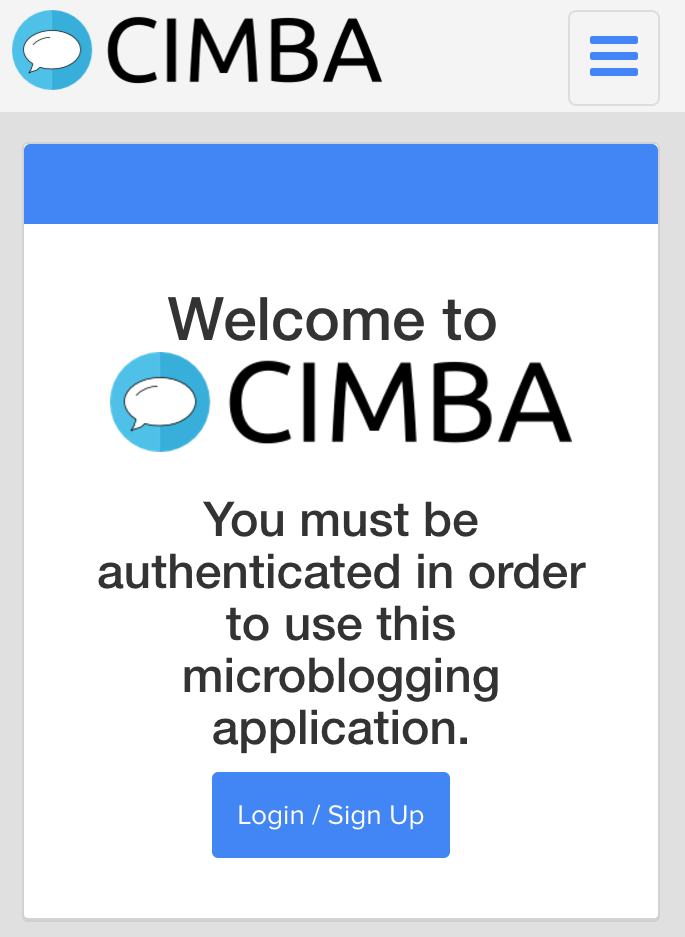 CIMBA
Welcome to
CIMBA
You must be
authenticated in order
to use this
microblogging
application.
Login / Sign Up